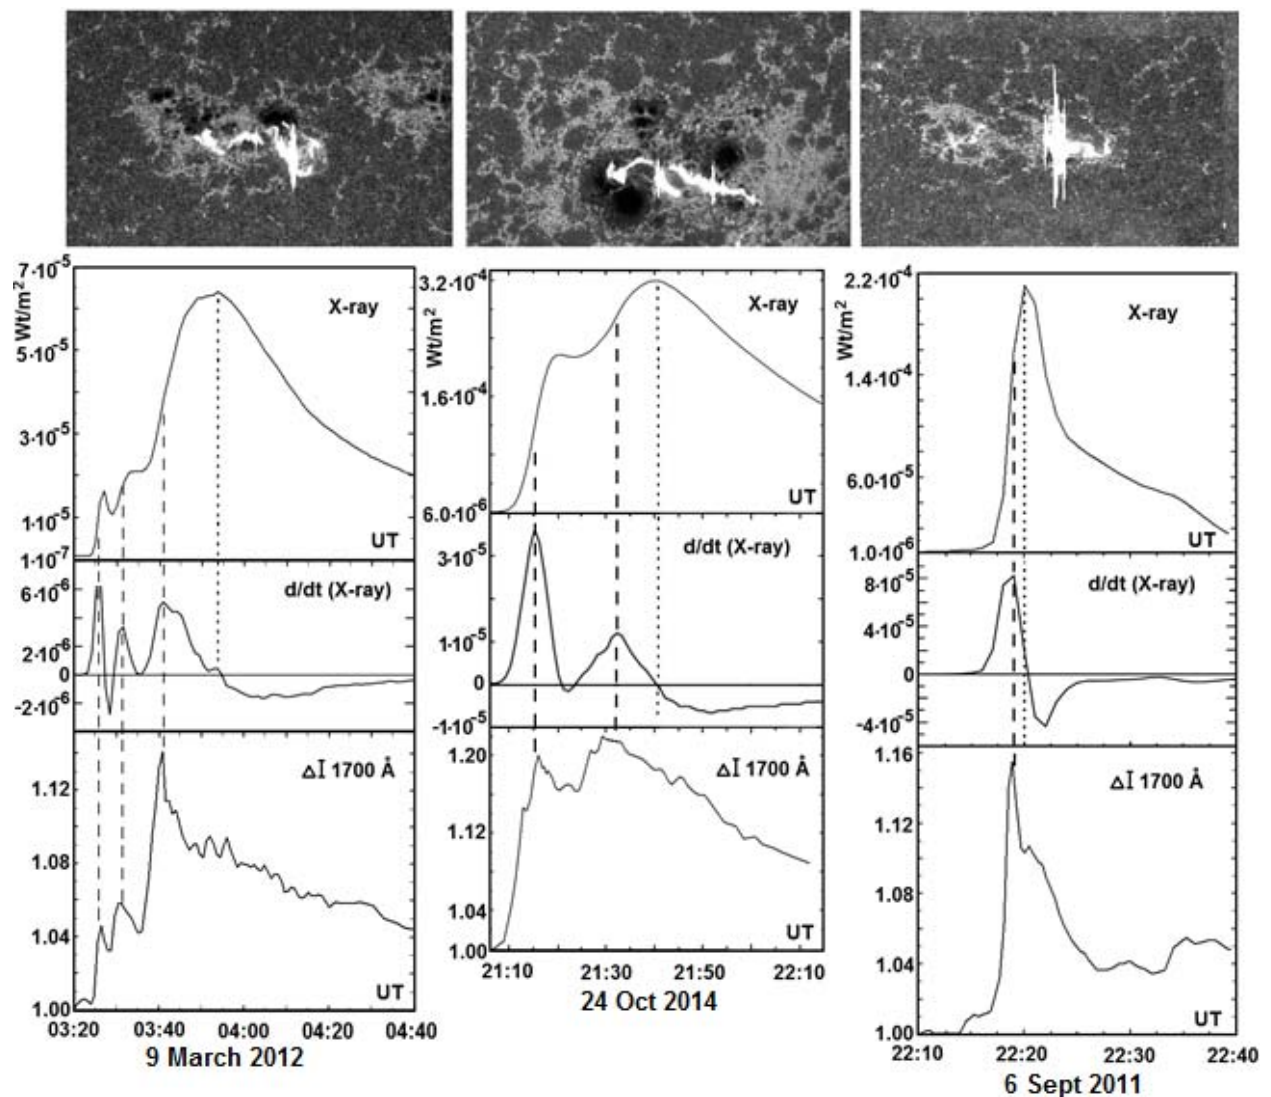 7·10⁻⁵
Wt/m²
5·10⁻⁵
3·10⁻⁵
1·10⁻⁵
1·10⁻⁷
X-ray
UT
6·10⁻⁶
2·10⁻⁶
0
-2·10⁻⁶
d/dt (X-ray)
1.12
1.08
1.04
1.00
ΔI 1700 Å
UT
03:20 03:40 04:00 04:20 04:40
9 March 2012
3.2·10⁻⁴
Wt/m²
1.6·10⁻⁴
6.0·10⁻⁶
X-ray
UT
3·10⁻⁵
1·10⁻⁵
0
-1·10⁻⁵
d/dt (X-ray)
1.20
1.12
1.04
1.00
ΔI 1700 Å
UT
21:10 21:30 21:50 22:10
24 Oct 2014
2.2·10⁻⁴
Wt/m²
1.4·10⁻⁴
6.0·10⁻⁵
1.0·10⁻⁶
X-ray
UT
8·10⁻⁵
4·10⁻⁵
0
-4·10⁻⁵
d/dt (X-ray)
1.16
1.12
1.08
1.04
1.00
ΔI 1700 Å
UT
22:10 22:20 22:30 22:40
6 Sept 2011